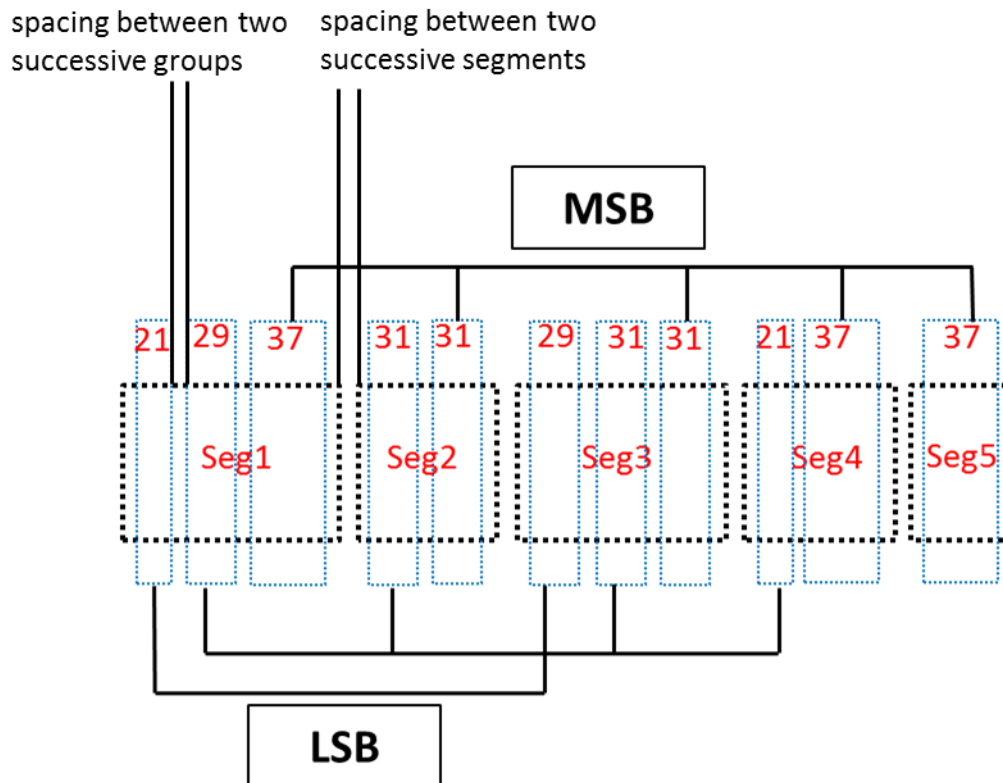 spacing between two
successive groups
spacing between two
successive segments
MSB
21 29 37 31 31 29 31 31 21 37 37
Seg1 Seg2 Seg3 Seg4 Seg5
LSB